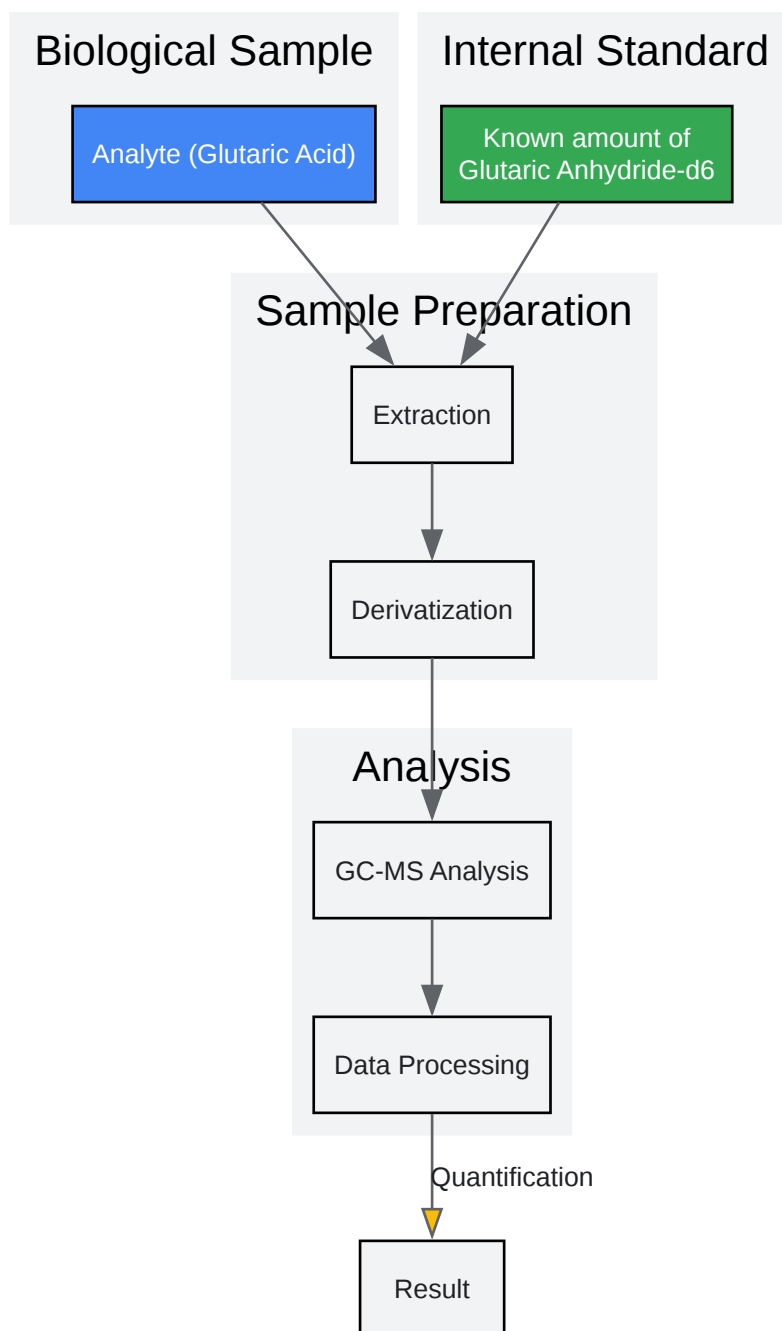 Biological Sample
Internal Standard
Analyte (Glutaric Acid)
Known amount of
Glutaric Anhydride-d6
Sample Preparation
Extraction
Derivatization
Analysis
GC-MS Analysis
Data Processing
Quantification
Result